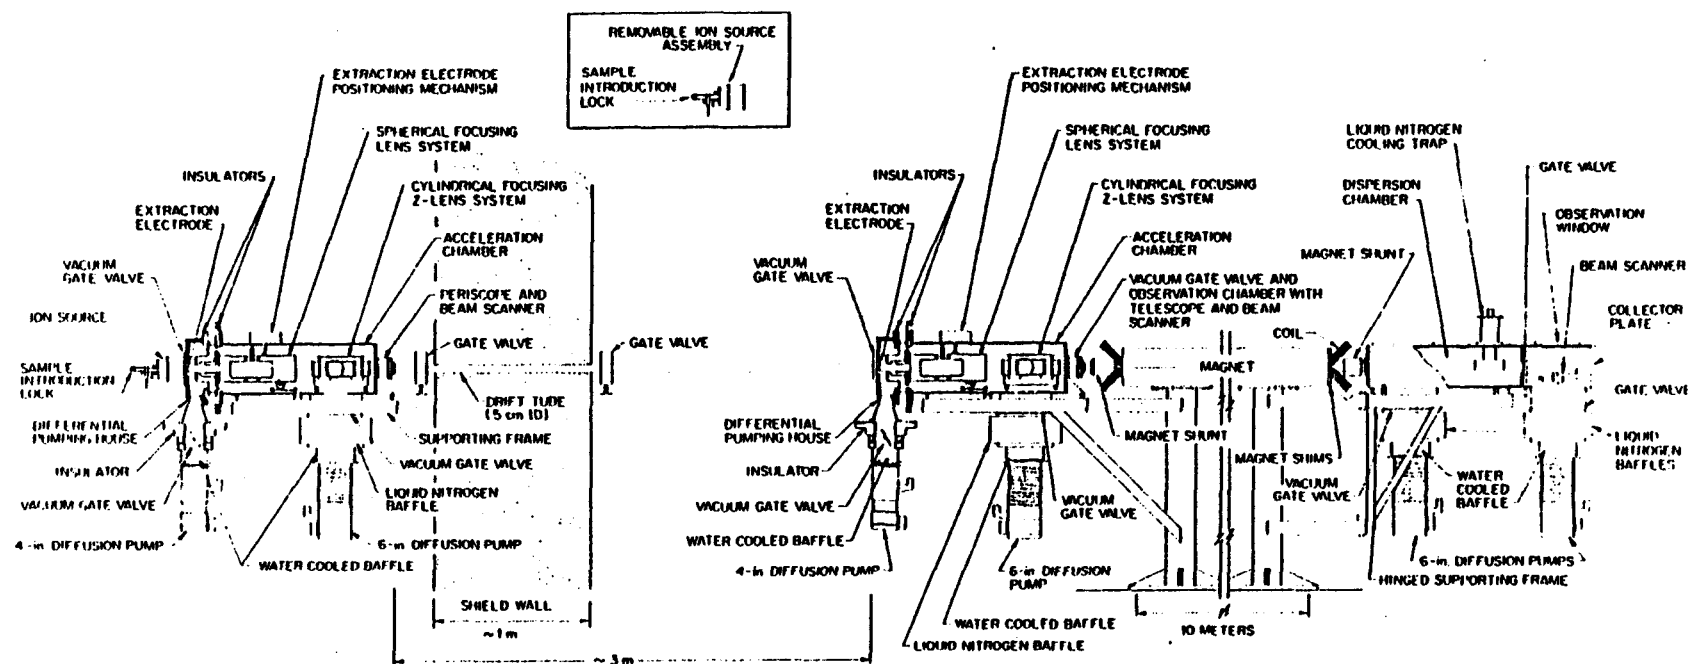 REMOVABLE ION SOURCE
ASSEMBLY
SAMPLE
INTRODUCTION
LOCK
EXTRACTION ELECTRODE
POSITIONING MECHANISM
SPHERICAL FOCUSING
LENS SYSTEM
INSULATORS
CYLINDRICAL FOCUSING
Z-LENS SYSTEM
EXTRACTION
ELECTRODE
ACCELERATION
CHAMBER
VACUUM
GATE VALVE
PERISCOPE AND
BEAM SCANNER
ION SOURCE
GATE VALVE
GATE VALVE
SAMPLE
INTRODUCTION
LOCK
DRIFT TUBE
(5 cm ID)
DIFFERENTIAL
PUMPING HOUSE
SUPPORTING FRAME
INSULATOR
VACUUM GATE VALVE
LIQUID NITROGEN
BAFFLE
VACUUM GATE VALVE
4-in DIFFUSION PUMP
6-in DIFFUSION PUMP
WATER COOLED BAFFLE
SHIELD WALL
~1m
~3m
EXTRACTION ELECTRODE
POSITIONING MECHANISM
SPHERICAL FOCUSING
LENS SYSTEM
INSULATORS
CYLINDRICAL FOCUSING
Z-LENS SYSTEM
EXTRACTION
ELECTRODE
ACCELERATION
CHAMBER
VACUUM
GATE VALVE
VACUUM GATE VALVE AND
OBSERVATION CHAMBER WITH
TELESCOPE AND BEAM
SCANNER
DIFFERENTIAL
PUMPING HOUSE
INSULATOR
VACUUM GATE VALVE
WATER COOLED BAFFLE
4-in DIFFUSION PUMP
6-in DIFFUSION
PUMP
VACUUM
GATE VALVE
WATER COOLED BAFFLE
LIQUID NITROGEN BAFFLE
MAGNET SHUNT
MAGNET
COIL
MAGNET SHUNT
MAGNET SHIMS
10 METERS
LIQUID NITROGEN
COOLING TRAP
DISPERSION
CHAMBER
GATE VALVE
OBSERVATION
WINDOW
BEAM SCANNER
COLLECTOR
PLATE
GATE VALVE
LIQUID
NITROGEN
BAFFLES
WATER
COOLED
BAFFLE
VACUUM
GATE VALVE
6-in DIFFUSION PUMPS
HINGED SUPPORTING FRAME